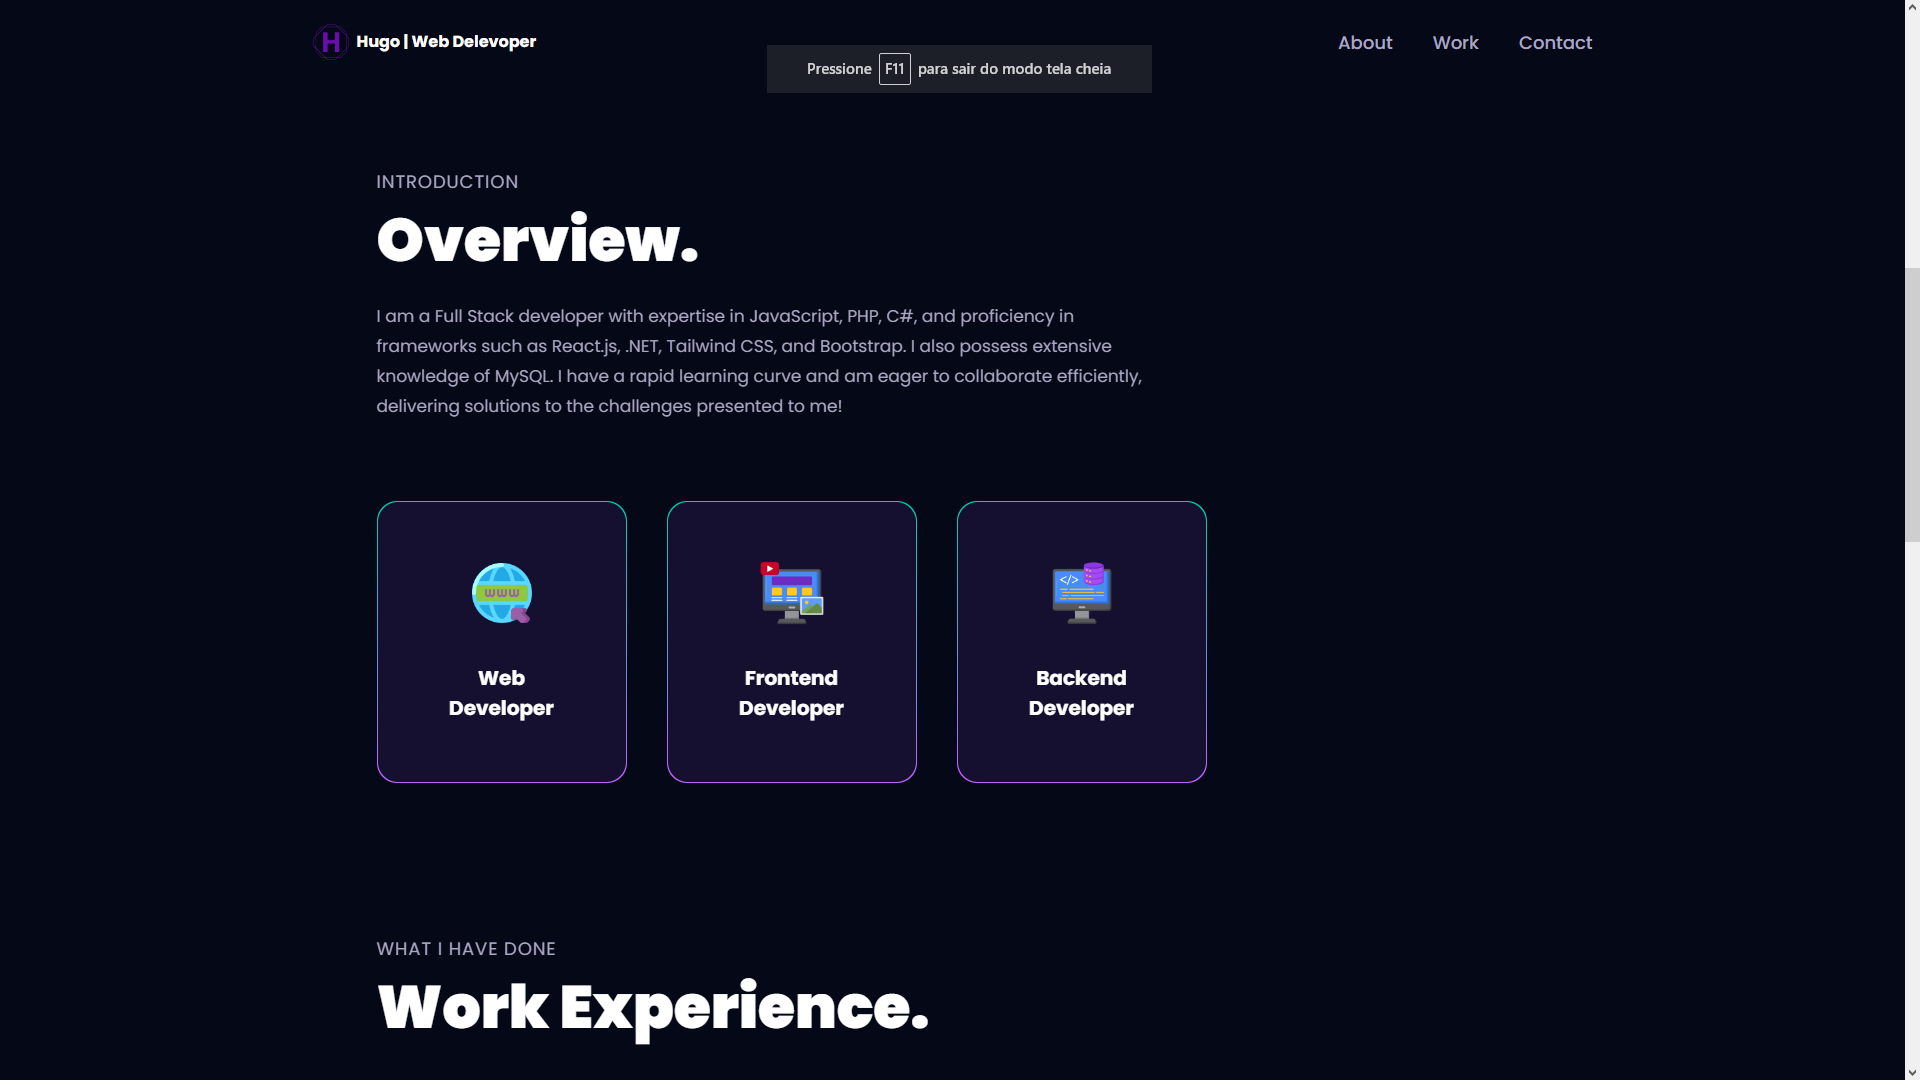 H Hugo | Web Delevoper
About Work Contact
Pressione F11 para sair do modo tela cheia
INTRODUCTION
Overview.
I am a Full Stack developer with expertise in JavaScript, PHP, C#, and proficiency in
frameworks such as React.js, .NET, Tailwind CSS, and Bootstrap. I also possess extensive
knowledge of MySQL. I have a rapid learning curve and am eager to collaborate efficiently,
delivering solutions to the challenges presented to me!
www
Web
Developer
Frontend
Developer
</>
Backend
Developer
WHAT I HAVE DONE
Work Experience.